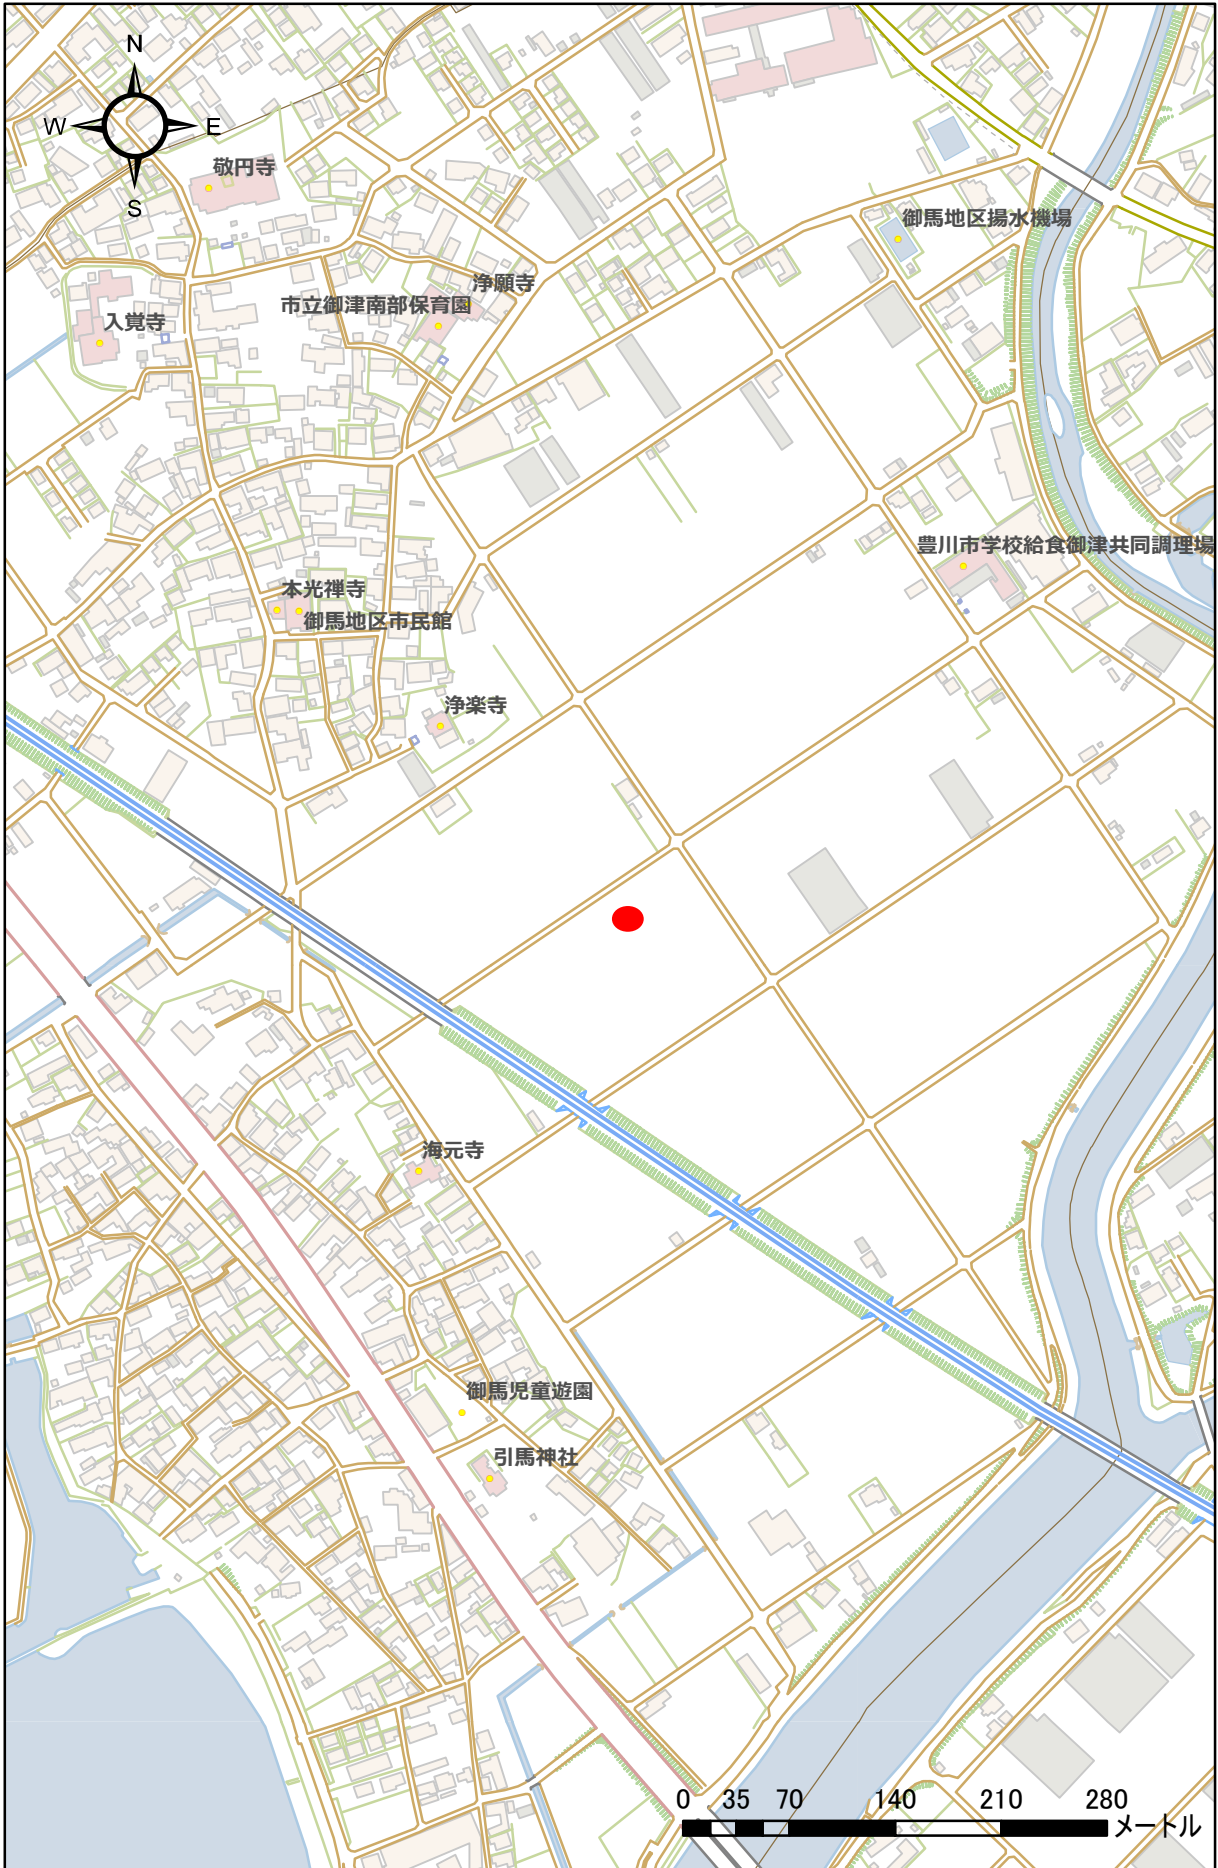 N
W
E
S
敬円寺
御馬地区揚水機場
浄願寺
市立御津南部保育園
入覚寺
豊川市学校給食御津共同調理場
本光禅寺
御馬地区市民館
浄楽寺
海元寺
御馬児童遊園
引馬神社
0 35 70 140 210 280
メートル